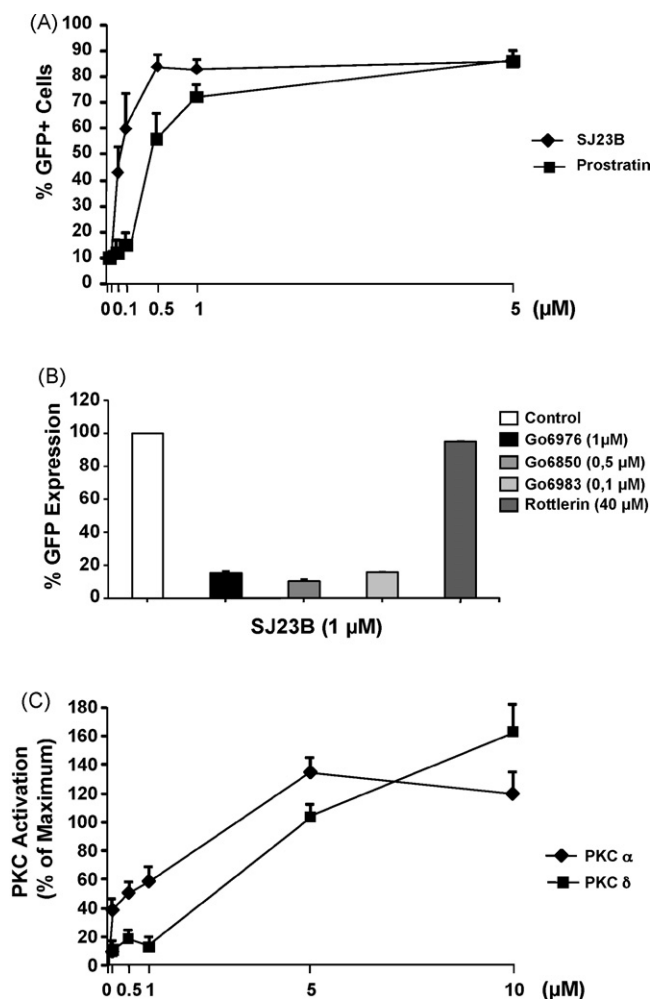 (A)
% GFP+ Cells
100
90
80
70
60
50
40
30
20
10
0
0 0.1 0.5 1 5 (µM)
SJ23B
Prostratin
(B)
% GFP Expression
120
100
80
60
40
20
0
SJ23B (1 µM)
Control
Go6976 (1µM)
Go6850 (0,5 µM)
Go6983 (0,1 µM)
Rottlerin (40 µM)
(C)
PKC Activation
(% of Maximum)
180
160
140
120
100
80
60
40
20
0
0 0.5 1 5 10 (µM)
PKC α
PKC δ